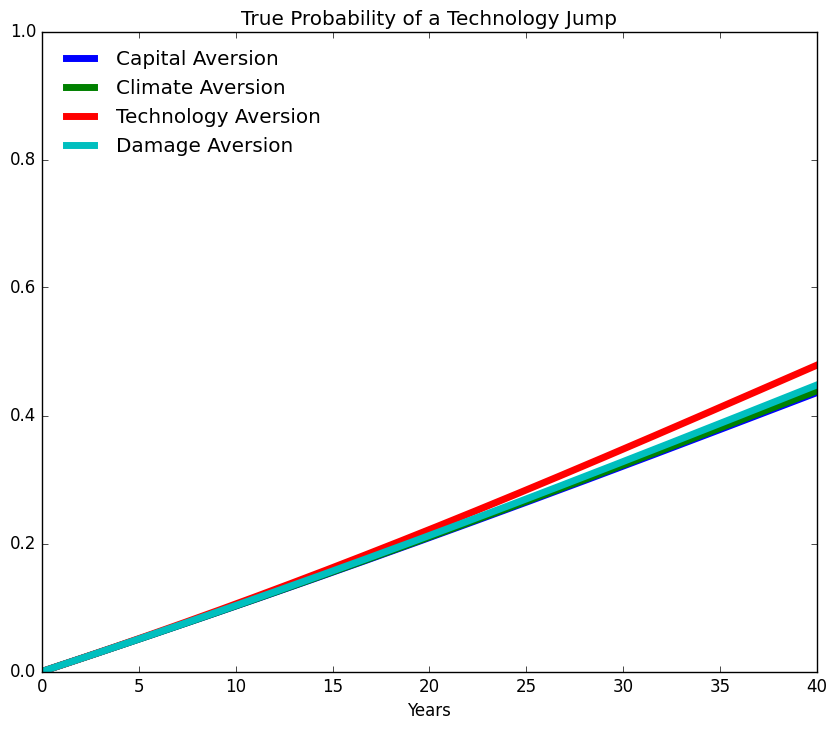 True Probability of a Technology Jump
1.0
Capital Aversion
Climate Aversion
Technology Aversion
Damage Aversion
0.8
0.6
0.4
0.2
0.0
0 5 10 15 20 25 30 35 40
Years